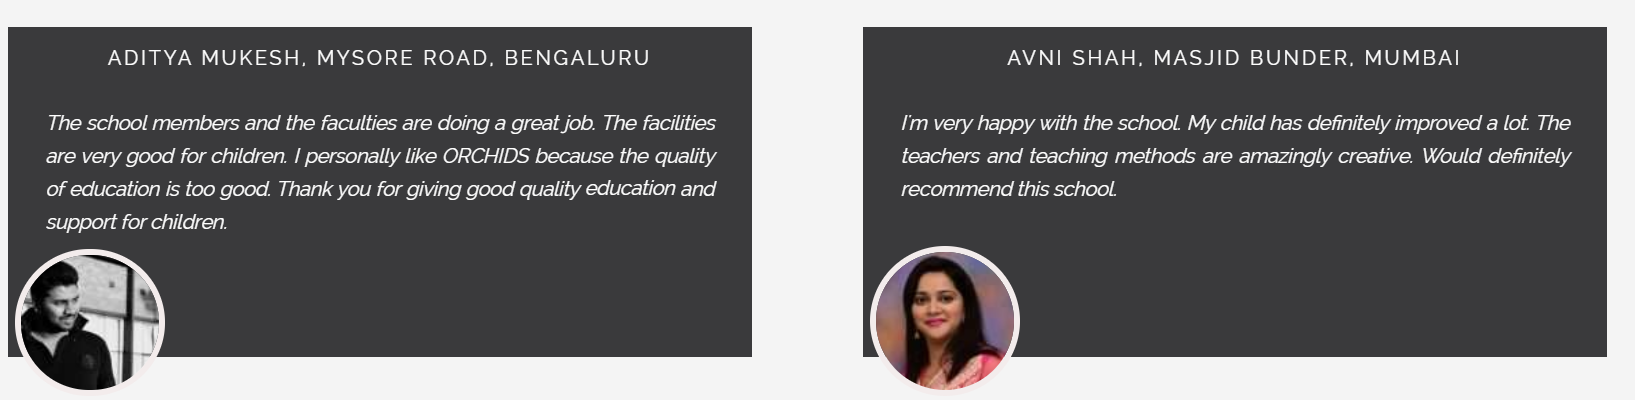 ADITYA MUKESH, MYSORE ROAD, BENGALURU
The school members and the faculties are doing a great job. The facilities
are very good for children. I personally like ORCHIDS because the quality
of education is too good. Thank you for giving good quality education and
support for children.
AVNI SHAH, MASJID BUNDER, MUMBAI
I'm very happy with the school. My child has definitely improved a lot. The
teachers and teaching methods are amazingly creative. Would definitely
recommend this school.